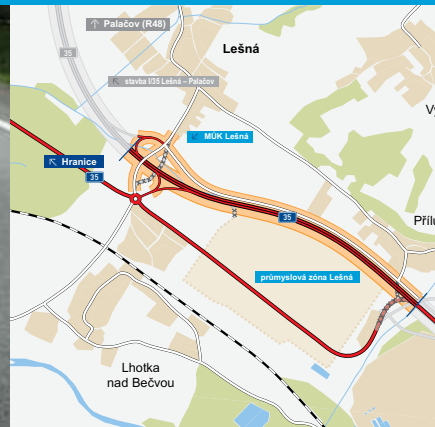 ↑ Palačov (R48)
Lešná
35
↖ stavba I/35 Lešná – Palačov
↙ MÚK Lešná
↖ Hranice
35
35
průmyslová zóna Lešná
Lhotka
nad Bečvou